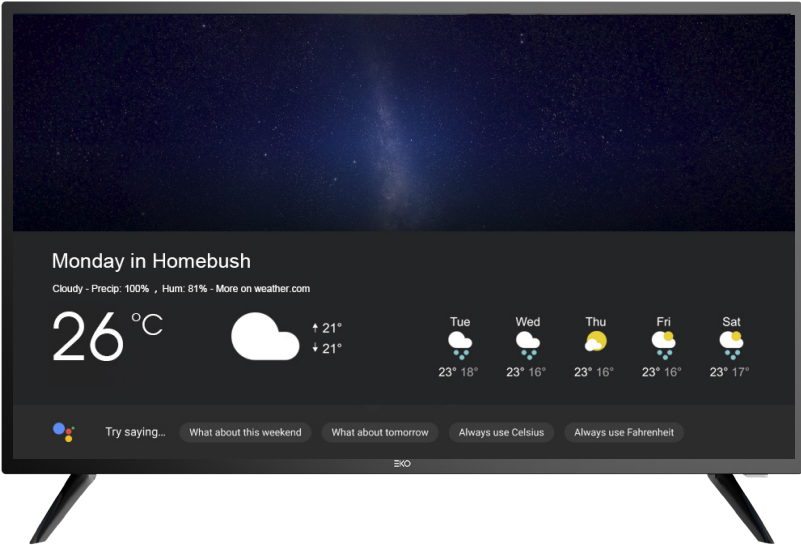 Monday in Homebush
Cloudy - Precip: 100% , Hum: 81% - More on weather.com
26 °C
↑ 21°
↓ 21°
Tue Wed Thu Fri Sat
23° 18° 23° 16° 23° 16° 23° 16° 23° 17°
Try saying... What about this weekend What about tomorrow Always use Celsius Always use Fahrenheit
EKO